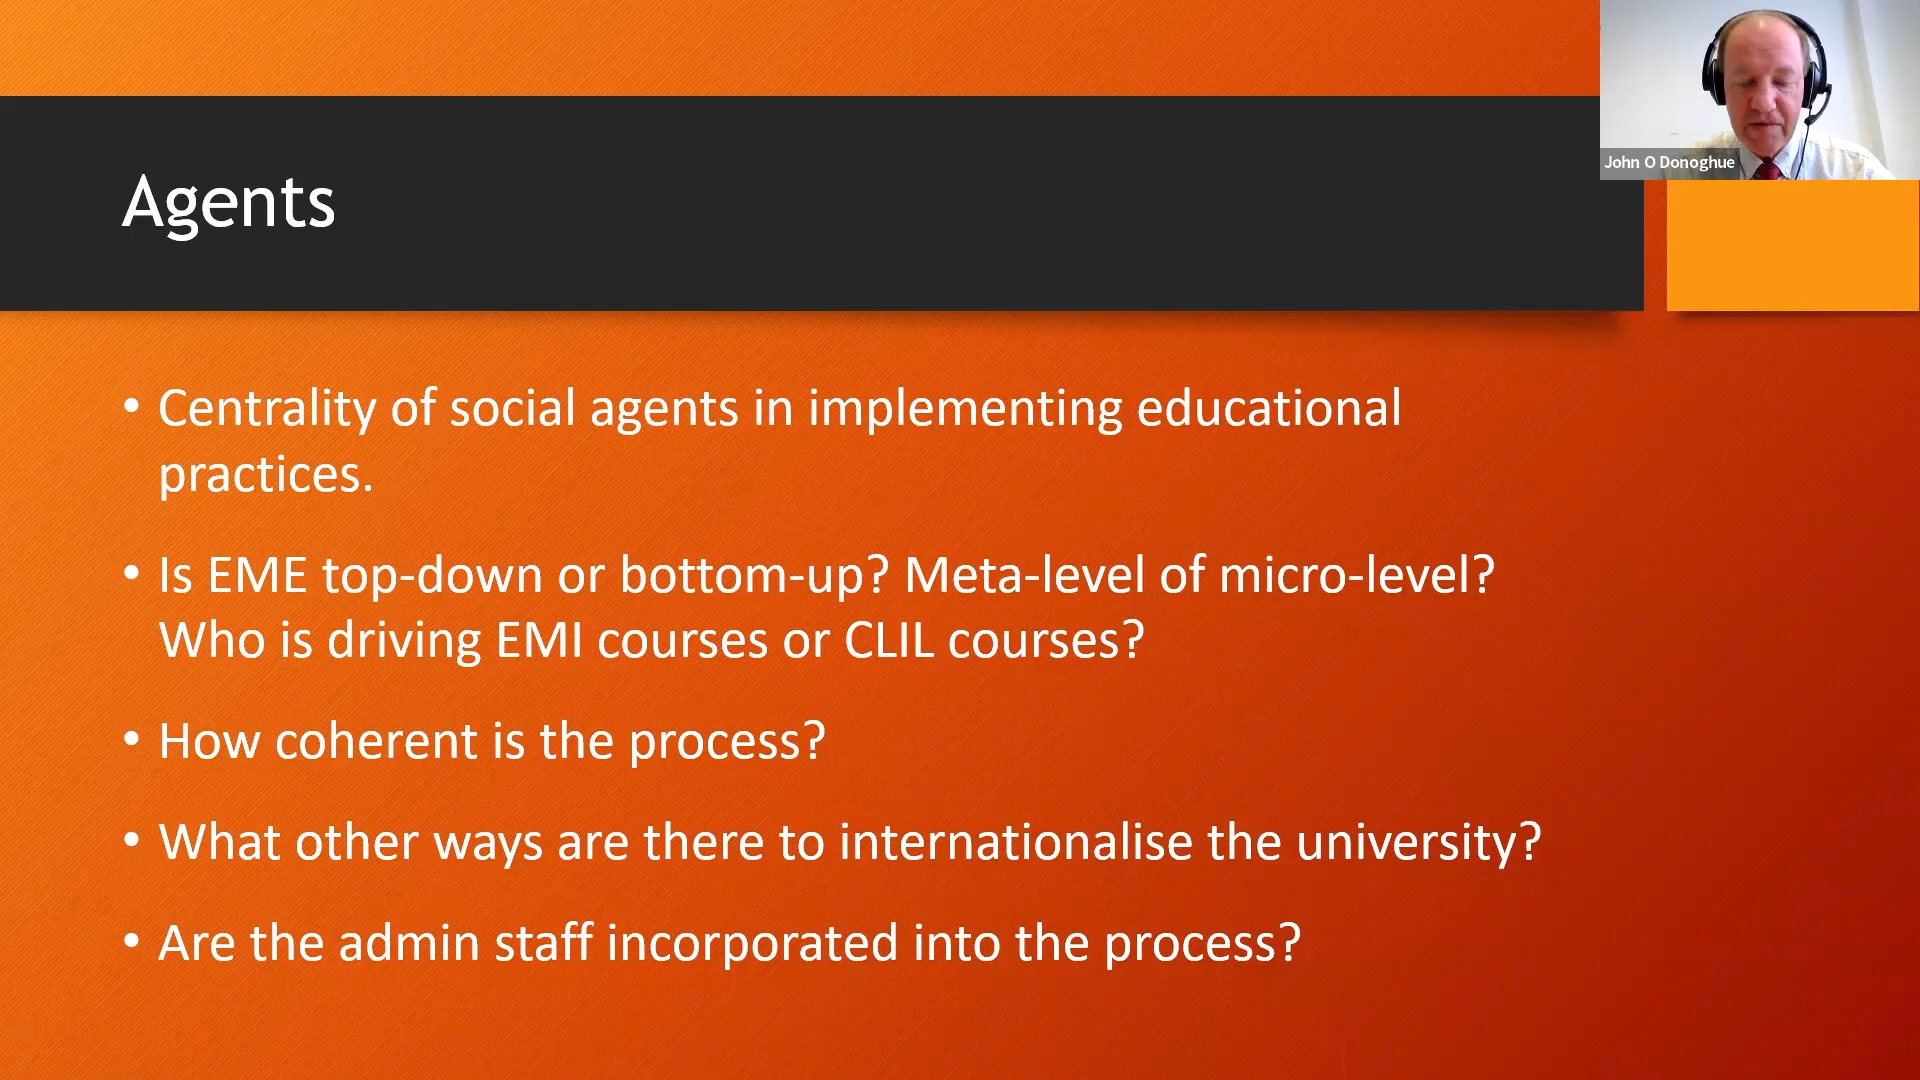 John O Donoghue
Agents
• Centrality of social agents in implementing educational
practices.
• Is EME top-down or bottom-up? Meta-level of micro-level?
Who is driving EMI courses or CLIL courses?
• How coherent is the process?
• What other ways are there to internationalise the university?
• Are the admin staff incorporated into the process?